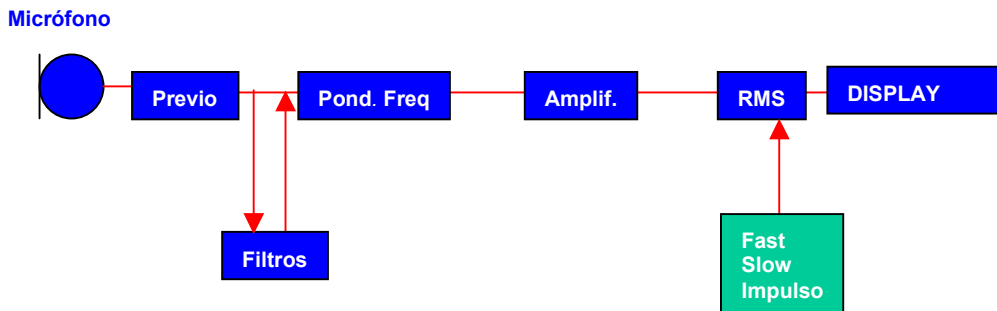 Micrófono
Previo
Pond. Freq
Amplif.
RMS
DISPLAY
Filtros
Fast
Slow
Impulso